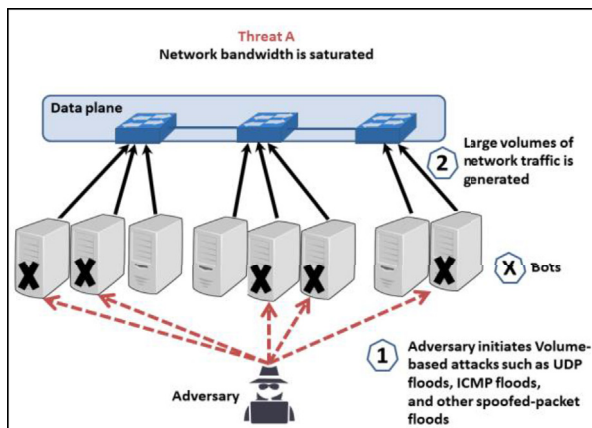 Threat A
Network bandwidth is saturated
Data plane
2
Large volumes of
network traffic is
generated
X X X X X
X Bots
1
Adversary initiates Volume-
based attacks such as UDP
floods, ICMP floods,
and other spoofed-packet
floods
Adversary